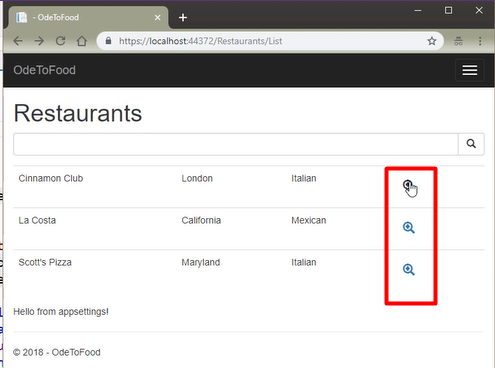 - OdeToFood
https://localhost:44372/Restaurants/List
OdeToFood
Restaurants
Cinnamon Club London Italian
La Costa California Mexican
Scott's Pizza Maryland Italian
Hello from appsettings!
© 2018 - OdeToFood